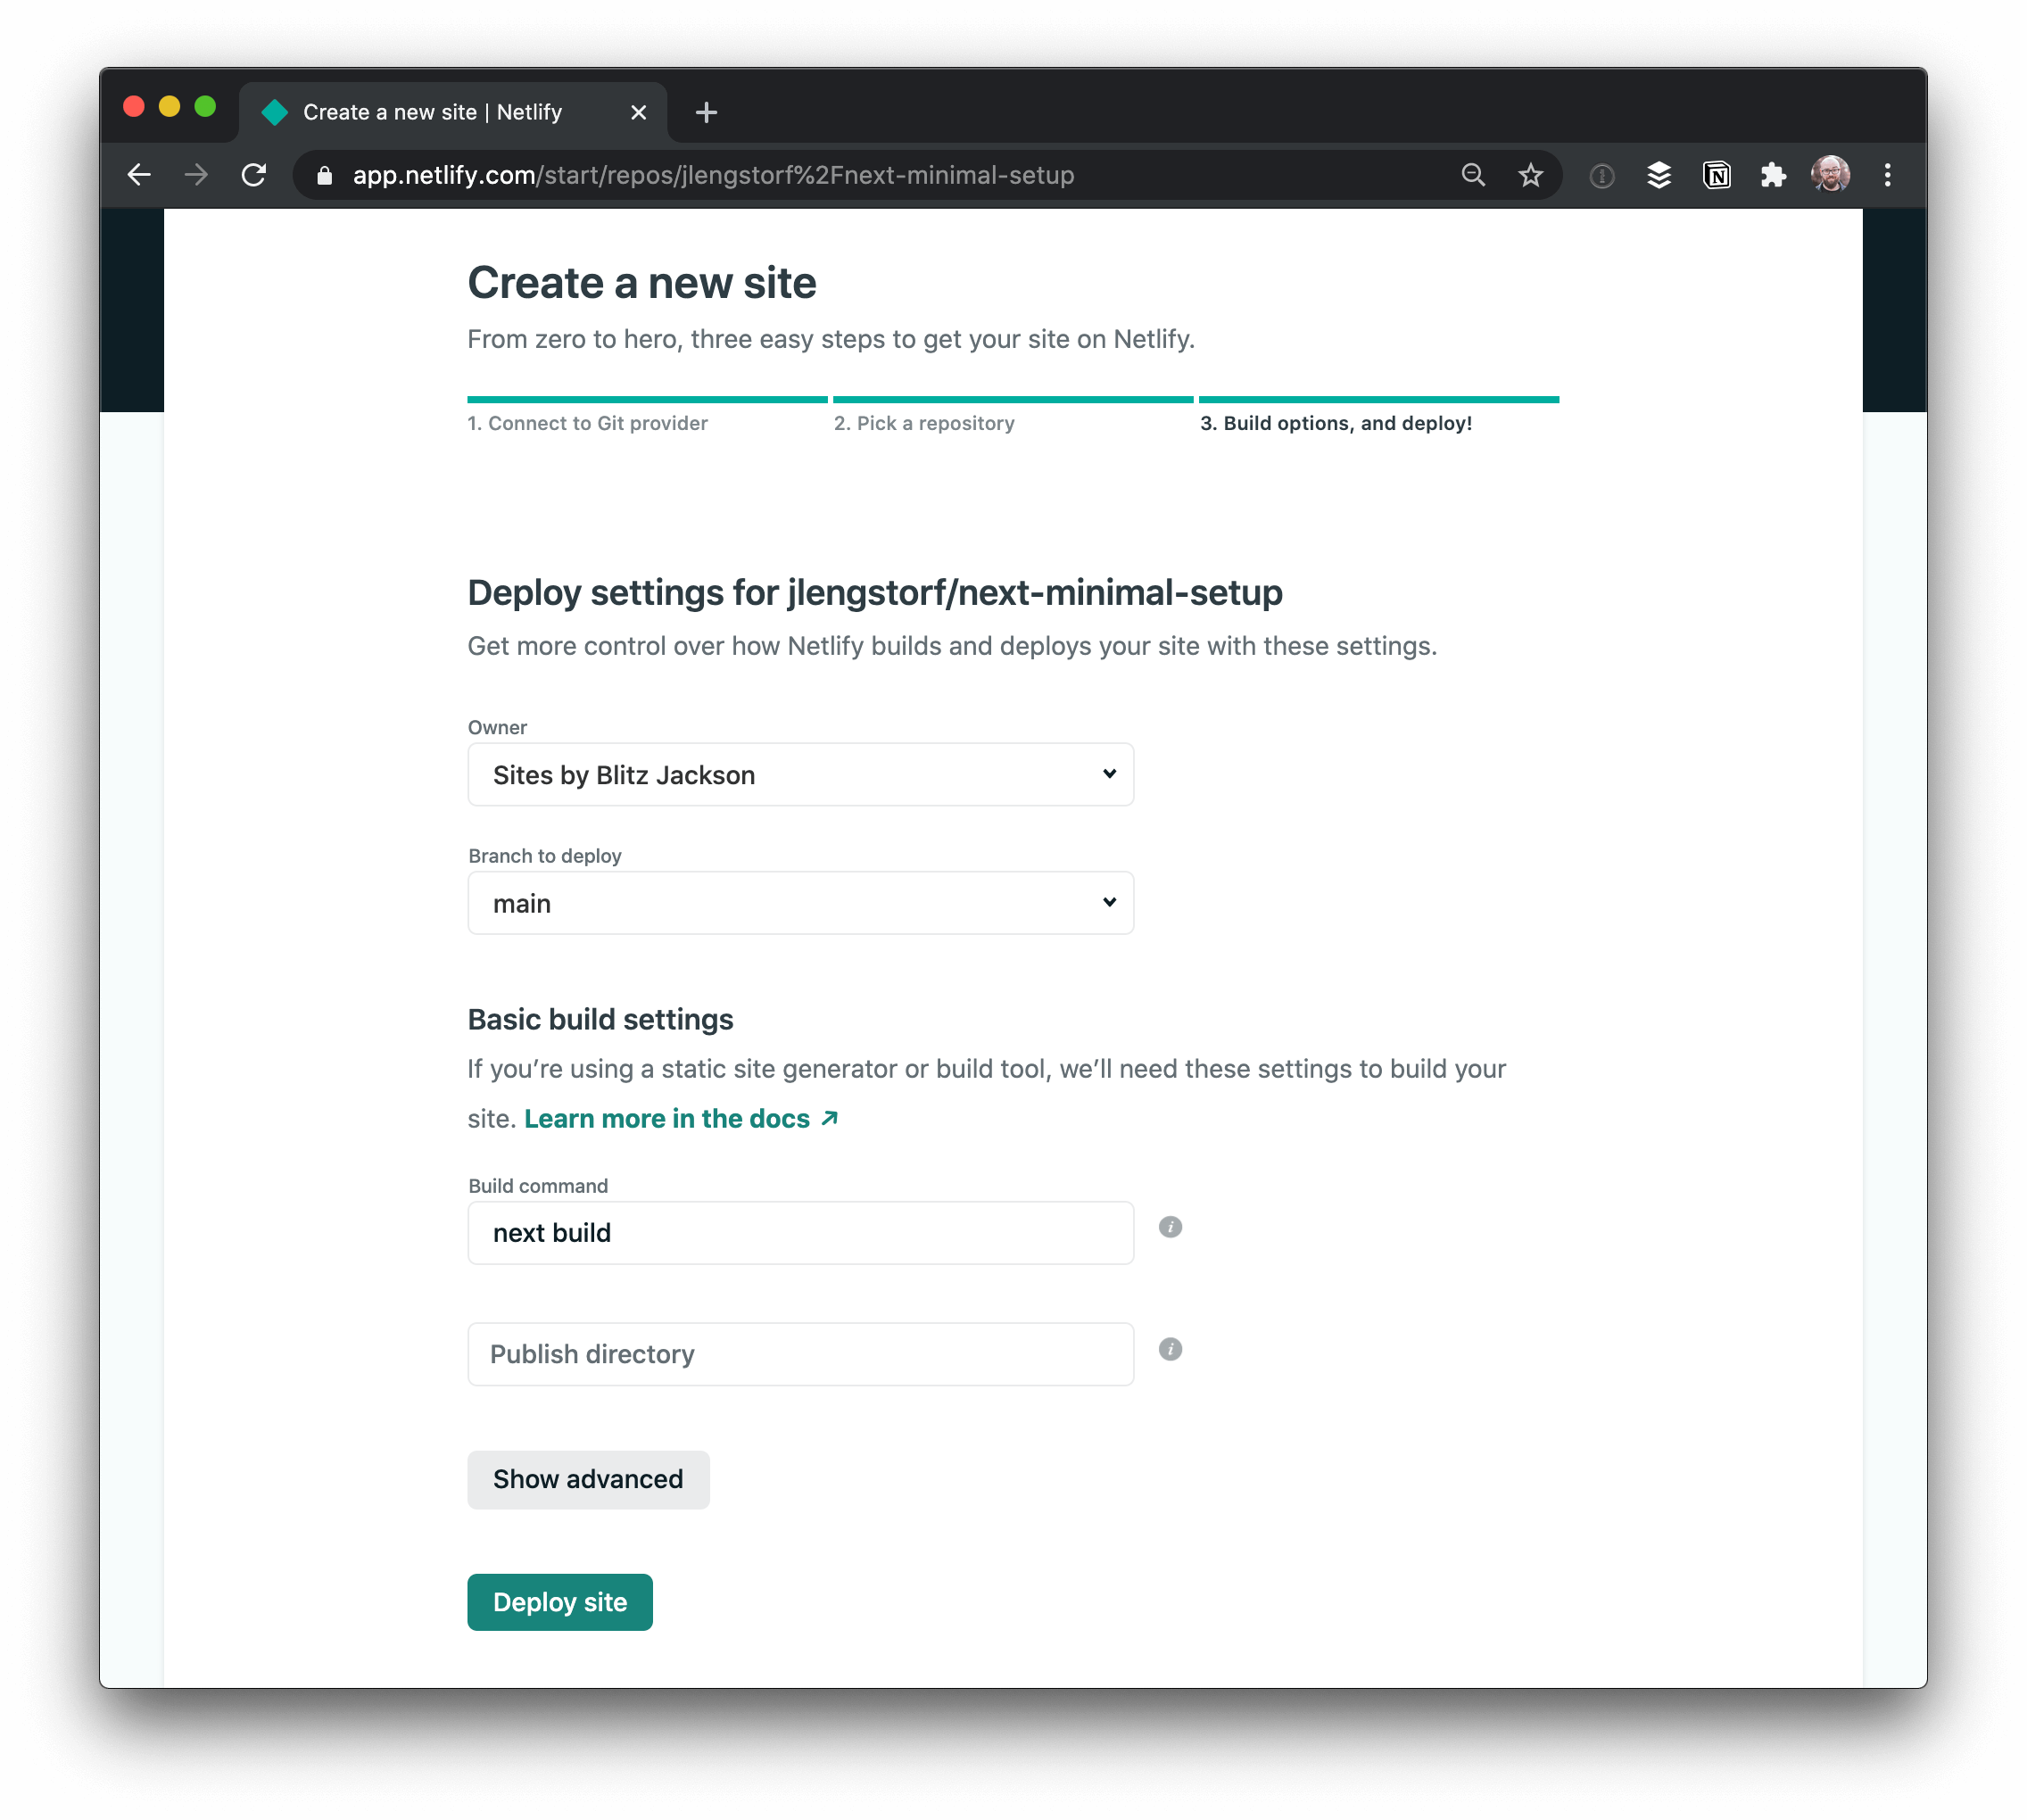 Create a new site | Netlify
app.netlify.com/start/repos/jlengstorf%2Fnext-minimal-setup
Create a new site
From zero to hero, three easy steps to get your site on Netlify.
1. Connect to Git provider
2. Pick a repository
3. Build options, and deploy!
Deploy settings for jlengstorf/next-minimal-setup
Get more control over how Netlify builds and deploys your site with these settings.
Owner
Sites by Blitz Jackson
Branch to deploy
main
Basic build settings
If you’re using a static site generator or build tool, we’ll need these settings to build your
site. Learn more in the docs ↗
Build command
next build
Publish directory
Show advanced
Deploy site